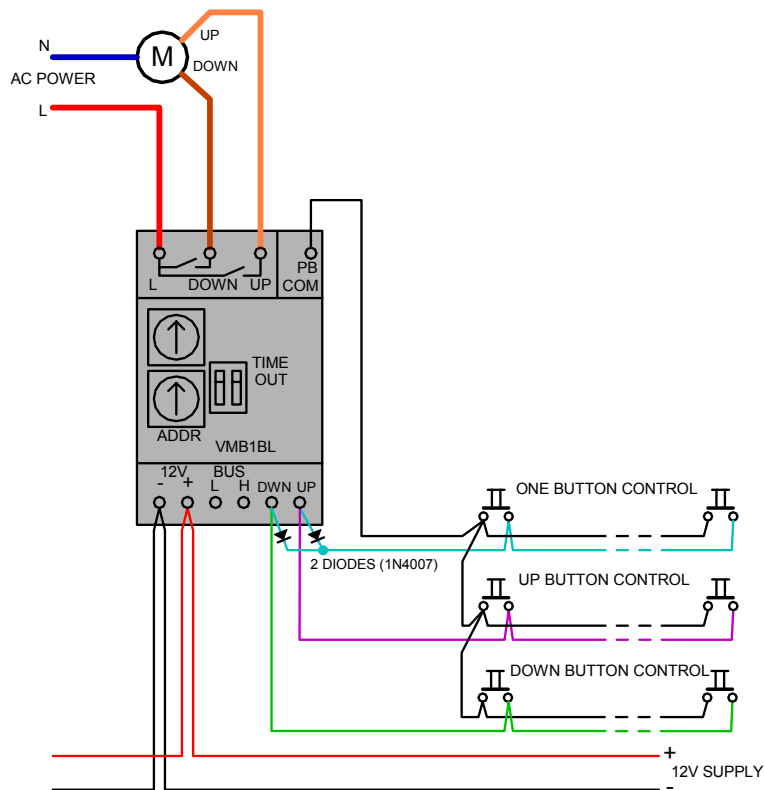 UP
N
M
DOWN
AC POWER
L
PB
L DOWN UP COM
TIME
OUT
ADDR
VMB1BL
12V BUS
- + L H DWN UP
ONE BUTTON CONTROL
2 DIODES (1N4007)
UP BUTTON CONTROL
DOWN BUTTON CONTROL
+
12V SUPPLY
-